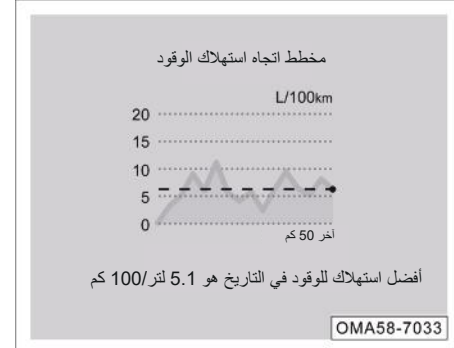 مخطط اتجاه استهلاك الوقود
L/100km
20
15
10
5
0
آخر 50 كم
أفضل استهلاك للوقود في التاريخ هو 5.1 لتر/100 كم
OMA58-7033